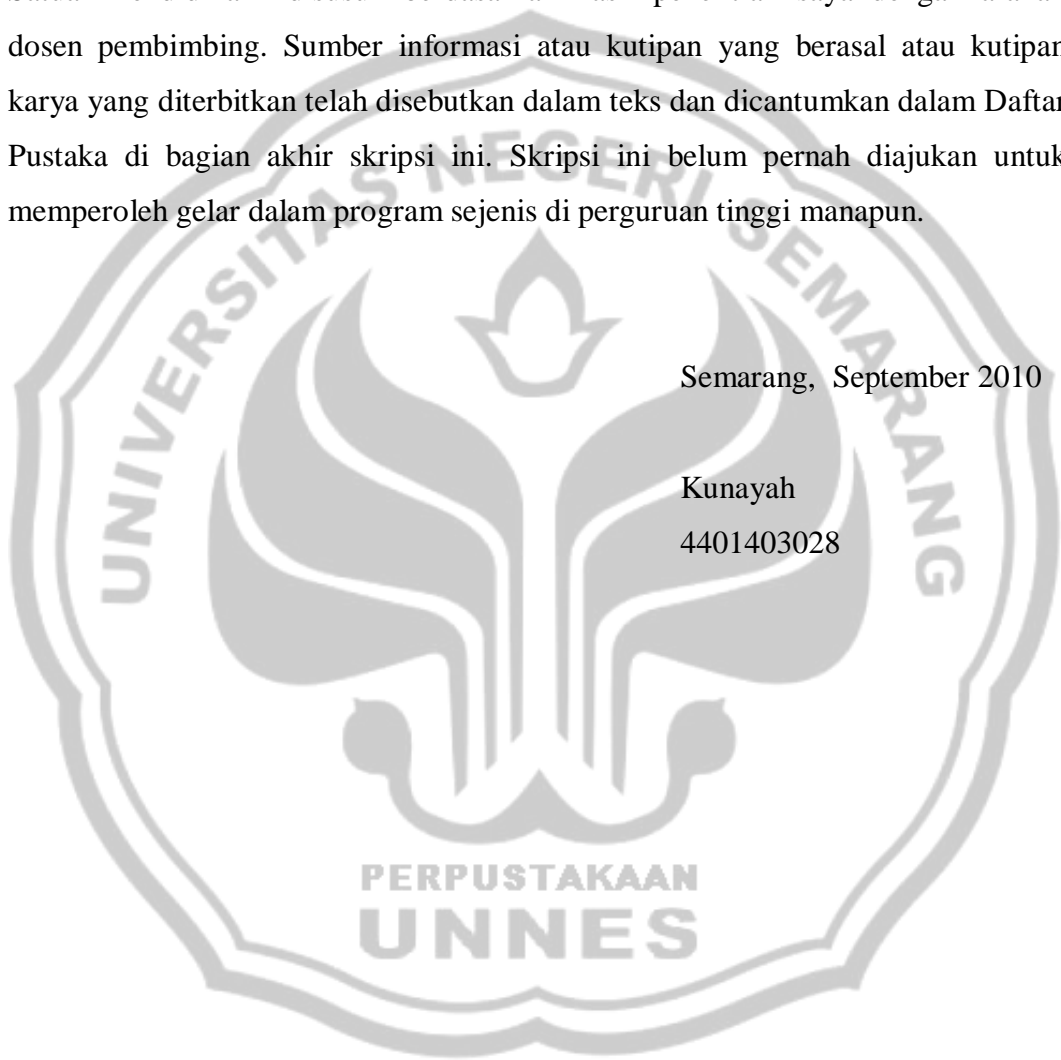 dosen pembimbing. Sumber informasi atau kutipan yang berasal atau kutipan
karya yang diterbitkan telah disebutkan dalam teks dan dicantumkan dalam Daftar
Pustaka di bagian akhir skripsi ini. Skripsi ini belum pernah diajukan untuk
memperoleh gelar dalam program sejenis di perguruan tinggi manapun.
UNIVERSITAS NEGERI SEMARANG
Semarang, September 2010
Kunayah
4401403028
PERPUSTAKAAN
UNNES